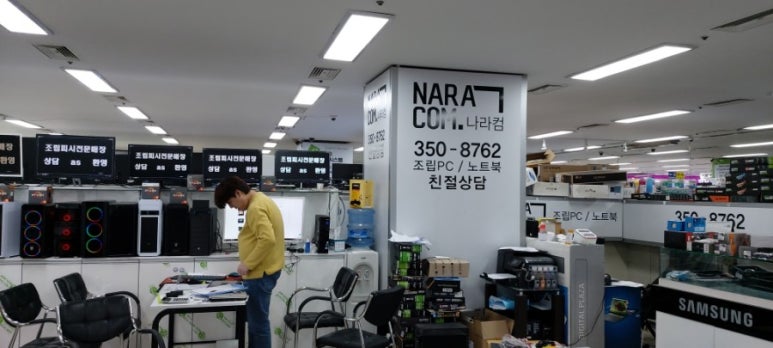 조립피시전문매장
상담 as 환영
조립피시전문매장
상담 as 환영
조립피시전문매장
상담 as 환영
조립피시전문매장
상담 as 환영
NARA
COM. 나라컴
350-8762
조립PC / 노트북
친절상담
조립PC / 노트북
350-8762
DIGITAL PLAZA
SAMSUNG